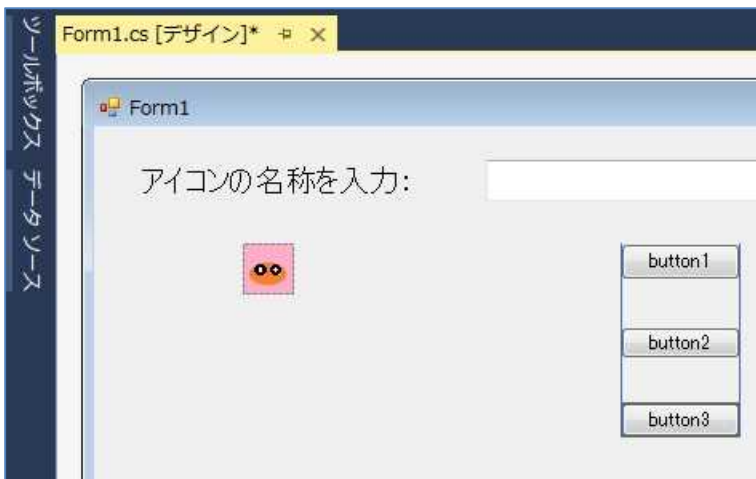 ツールボックス
データ ソース
Form1.cs [デザイン]*
Form1
アイコンの名称を入力:
button1
button2
button3